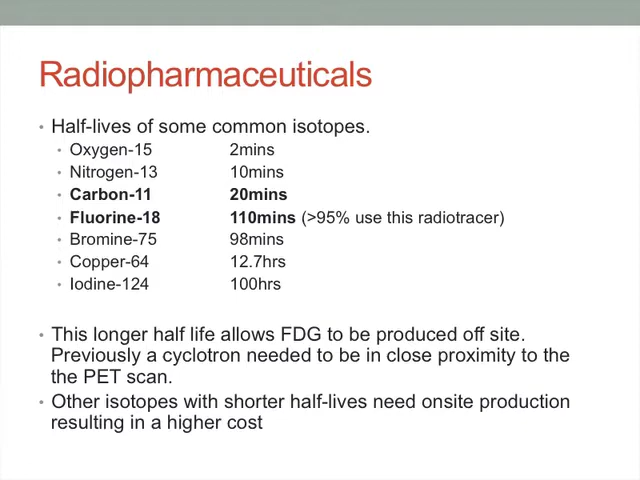 Radiopharmaceuticals
• Half-lives of some common isotopes.
• Oxygen-15 2mins
• Nitrogen-13 10mins
• Carbon-11 20mins
• Fluorine-18 110mins (>95% use this radiotracer)
• Bromine-75 98mins
• Copper-64 12.7hrs
• Iodine-124 100hrs
• This longer half life allows FDG to be produced off site.
Previously a cyclotron needed to be in close proximity to the
the PET scan.
• Other isotopes with shorter half-lives need onsite production
resulting in a higher cost